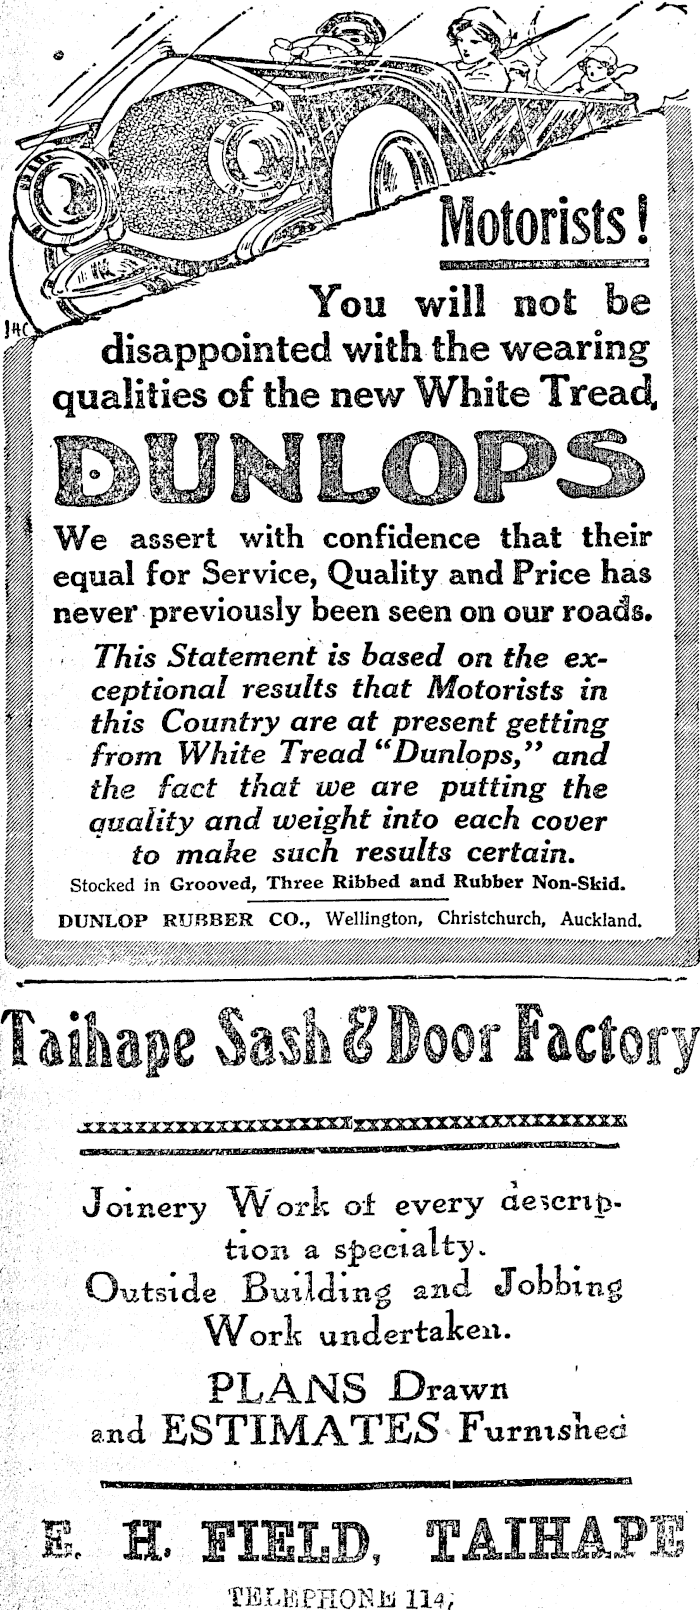 JHC
Motorists!
You will not be
disappointed with the wearing
qualities of the new White Tread,
DUNLOPS
We assert with confidence that their
equal for Service, Quality and Price has
never previously been seen on our roads.
This Statement is based on the ex-
ceptional results that Motorists in
this Country are at present getting
from White Tread "Dunlops," and
the fact that we are putting the
quality and weight into each cover
to make such results certain.
Stocked in Grooved, Three Ribbed and Rubber Non-Skid.
DUNLOP RUBBER CO., Wellington, Christchurch, Auckland.
Taihape Sash & Door Factory
Joinery Work of every descrip-
tion a specialty.
Outside Building and Jobbing
Work undertaken.
PLANS Drawn
and ESTIMATES Furnished
E. H. FIELD, TAIHAPE
TELEPHONE 114,